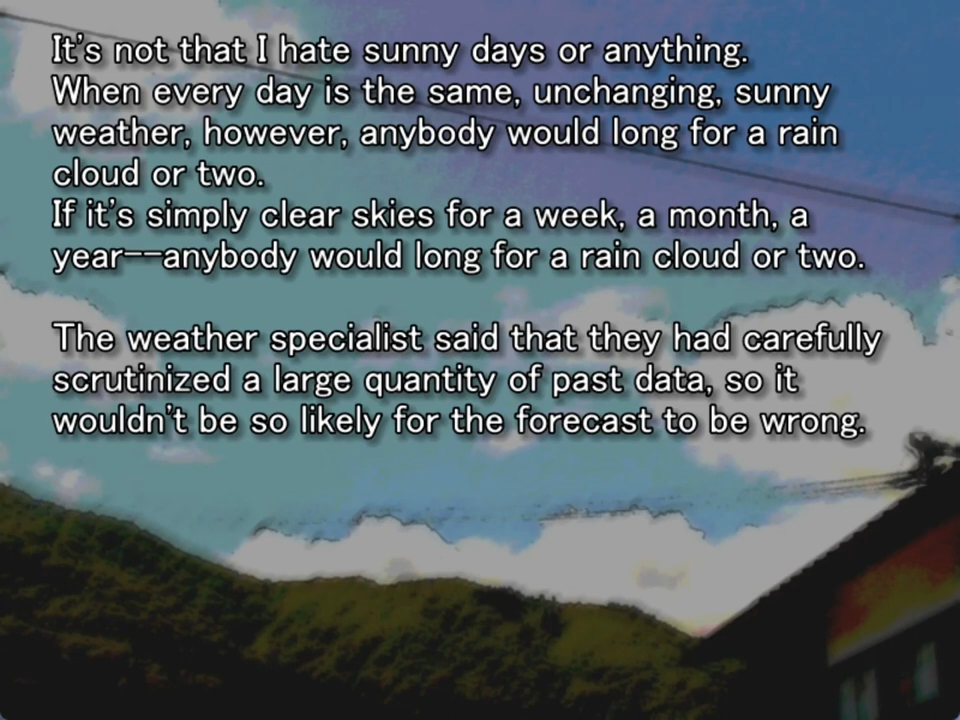 It's not that I hate sunny days or anything.
When every day is the same, unchanging, sunny
weather, however, anybody would long for a rain
cloud or two.
If it's simply clear skies for a week, a month, a
year--anybody would long for a rain cloud or two.
The weather specialist said that they had carefully
scrutinized a large quantity of past data, so it
wouldn't be so likely for the forecast to be wrong.